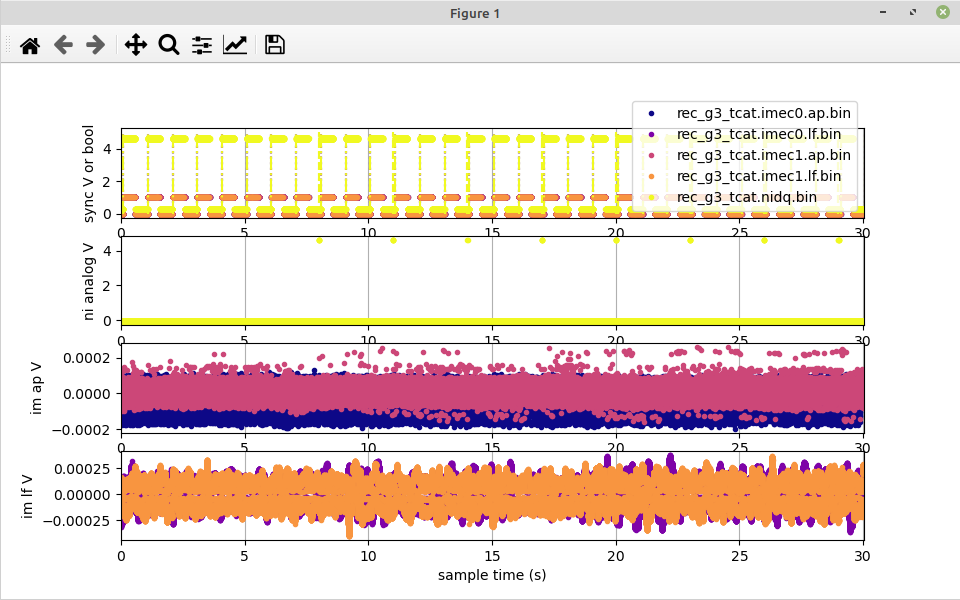 Figure 1
rec_g3_tcat.imec0.ap.bin
rec_g3_tcat.imec0.lf.bin
rec_g3_tcat.imec1.ap.bin
rec_g3_tcat.imec1.lf.bin
rec_g3_tcat.nidq.bin
sync V or bool
4
2
0
0 5 10 15 20 25 30
ni analog V
4
2
0
0 5 10 15 20 25 30
im ap V
0.0002
0.0000
−0.0002
0 5 10 15 20 25 30
im lf V
0.00025
0.00000
−0.00025
0 5 10 15 20 25 30
sample time (s)